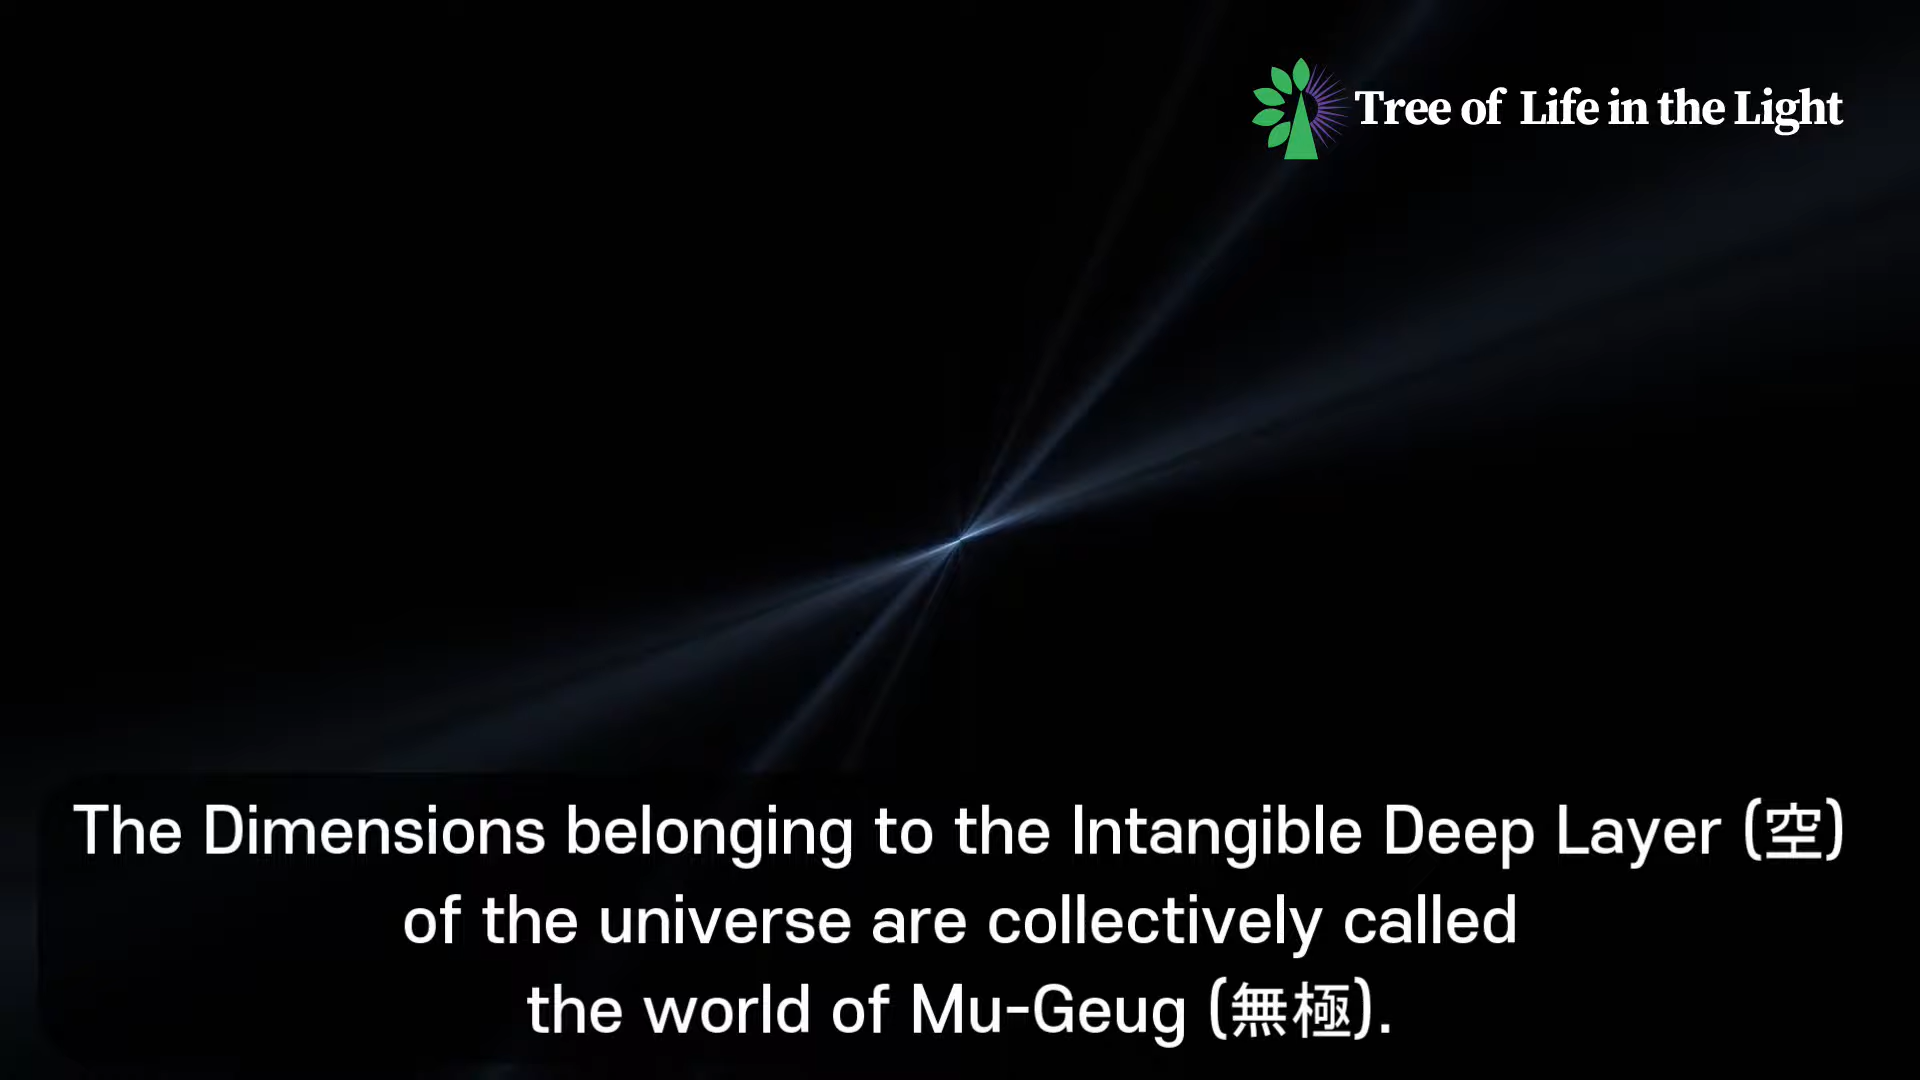 Tree of Life in the Light
The Dimensions belonging to the Intangible Deep Layer (空)
of the universe are collectively called
the world of Mu-Geug (無極).